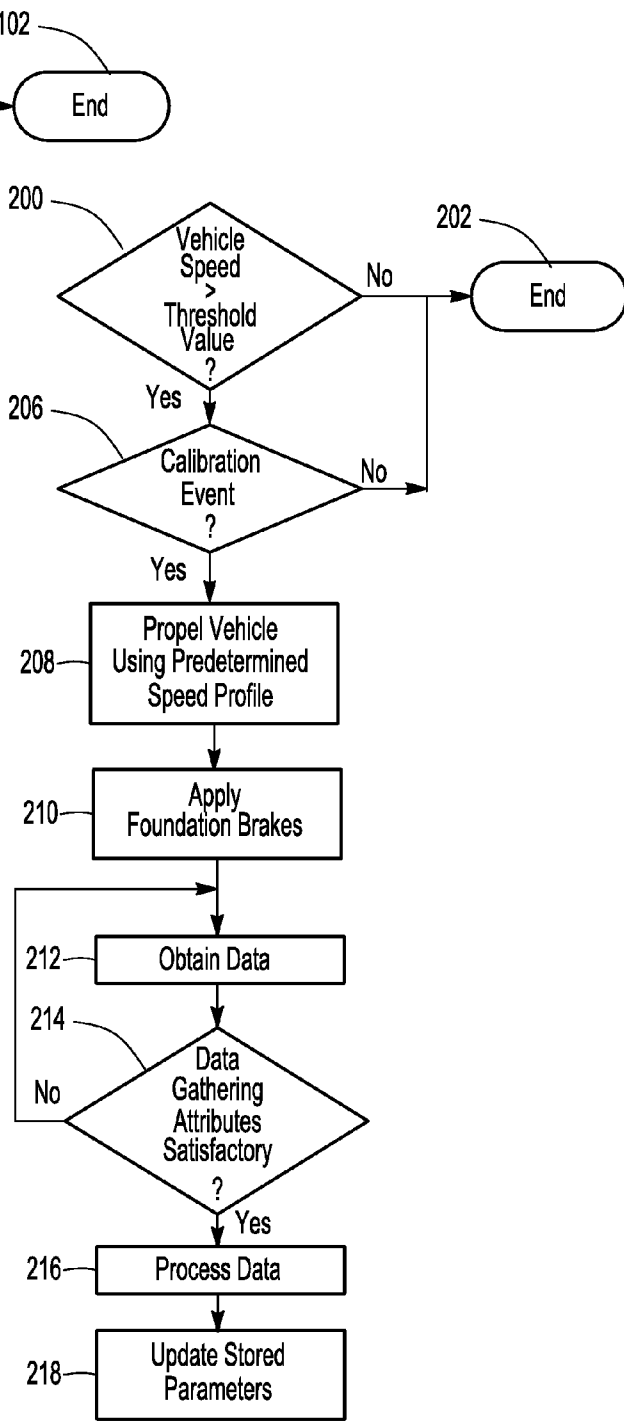 102
End
200
Vehicle
Speed
>
Threshold
Value
?
No
202
End
Yes
206
Calibration
Event
?
No
Yes
208
Propel Vehicle
Using Predetermined
Speed Profile
210
Apply
Foundation Brakes
212
Obtain Data
214
Data
Gathering
Attributes
Satisfactory
?
No
Yes
216
Process Data
218
Update Stored
Parameters